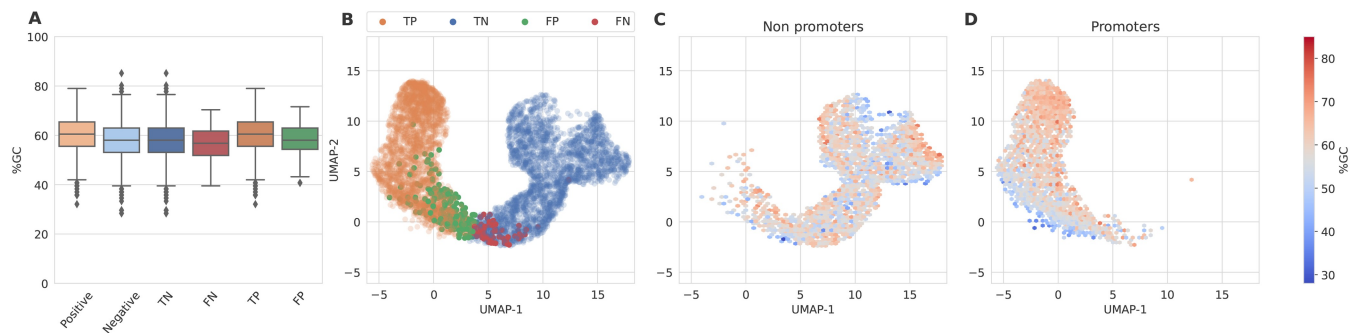 A
%GC
100
80
60
40
60
0
Positive
Negative
TN
FN
TP
FP
B
TP
TN
FP
FN
UMAP-2
15
10
5
0
−5
−5
0
5
10
15
UMAP-1
C
Non promoters
15
10
5
0
−5
−5
0
5
10
15
UMAP-1
D
Promoters
15
10
5
0
−5
−5
0
5
10
15
UMAP-1
80
70
60
50
40
30
%GC